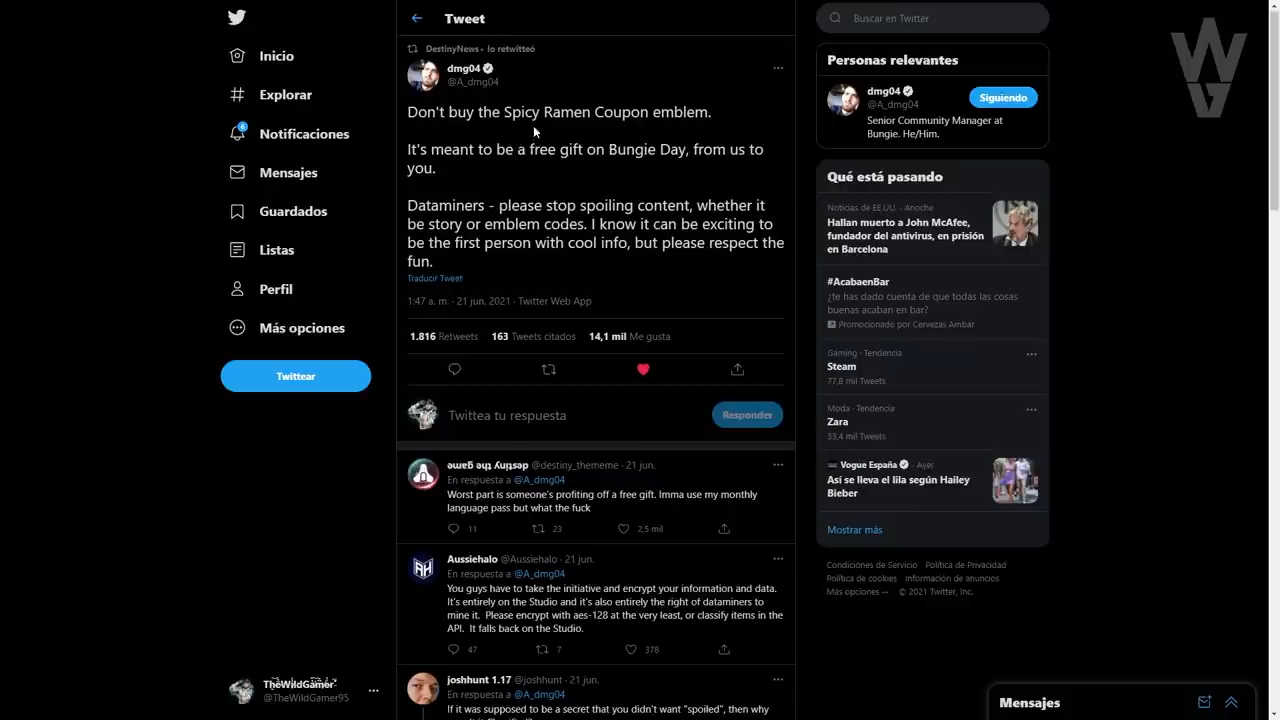 Inicio
Explorar
6
Notificaciones
Mensajes
Guardados
Listas
Perfil
Más opciones
Twittear
TheWildGamer
@TheWildGamer95
Tweet
DestinyNews+ lo retwitteó
dmg04
@A_dmg04
Don't buy the Spicy Ramen Coupon emblem.
It's meant to be a free gift on Bungie Day, from us to
you.
Dataminers - please stop spoiling content, whether it
be story or emblem codes. I know it can be exciting to
be the first person with cool info, but please respect the
fun.
Traducir Tweet
1:47 a. m. · 21 jun. 2021 · Twitter Web App
1.816 Retweets 163 Tweets citados 14,1 mil Me gusta
Twittea tu respuesta
Responder
ǝɯɐƃ ǝɥʇ ʎuᴉʇsǝp @destiny_thememe · 21 jun.
En respuesta a @A_dmg04
Worst part is someone's profiting off a free gift. Imma use my monthly
language pass but what the fuck
11 23 2,5 mil
Aussiehalo @Aussiehalo · 21 jun.
En respuesta a @A_dmg04
You guys have to take the initiative and encrypt your information and data.
It's entirely on the Studio and it's also entirely the right of dataminers to
mine it. Please encrypt with aes-128 at the very least, or classify items in the
API. It falls back on the Studio.
47 7 378
joshhunt 1.17 @joshhunt · 21 jun.
En respuesta a @A_dmg04
If it was supposed to be a secret that you didn't want "spoiled", then why
Buscar en Twitter
Personas relevantes
dmg04
@A_dmg04
Siguiendo
Senior Community Manager at
Bungie. He/Him.
Qué está pasando
Noticias de EE.UU. · Anoche
Hallan muerto a John McAfee,
fundador del antivirus, en prisión
en Barcelona
#AcabaenBar
¿te has dado cuenta de que todas las cosas
buenas acaban en bar?
Promocionado por Cervezas Ambar
Gaming · Tendencia
Steam
77,8 mil Tweets
Moda · Tendencia
Zara
33,4 mil Tweets
Vogue España · Ayer
Así se lleva el lila según Hailey
Bieber
Mostrar más
Condiciones de Servicio Política de Privacidad
Política de cookies Información de anuncios
Más opciones ··· © 2021 Twitter, Inc.
Mensajes